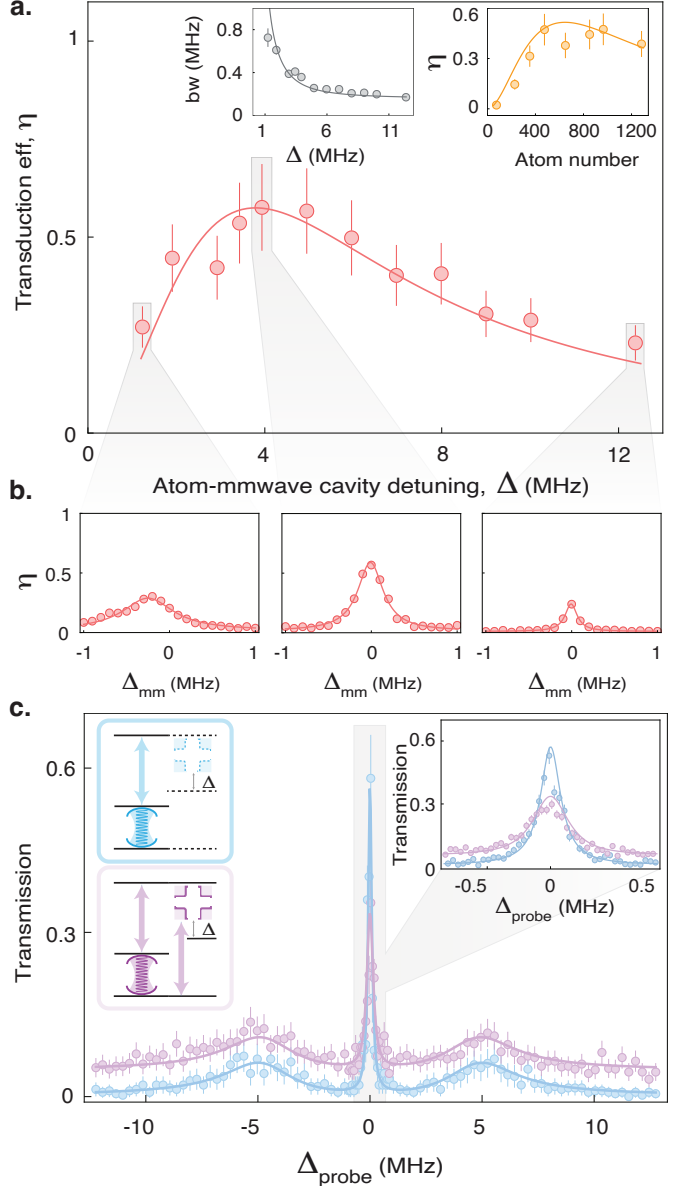 a.
bw (MHz)
0.8
0.4
0
1
6
11
Δ (MHz)
η
0.6
0.3
0
0
400
800
1200
Atom number
Transduction eff, η
1
0.5
0
0
4
8
12
Atom-mmwave cavity detuning, Δ (MHz)
b.
η
1
0.5
0
-1
0
1
-1
0
1
-1
0
1
Δmm (MHz)
Δmm (MHz)
Δmm (MHz)
c.
Transmission
0.6
0.3
0
Δ
Δ
Transmission
0.6
0.3
0
-0.5
0
0.5
Δprobe (MHz)
-10
-5
0
5
10
Δprobe (MHz)